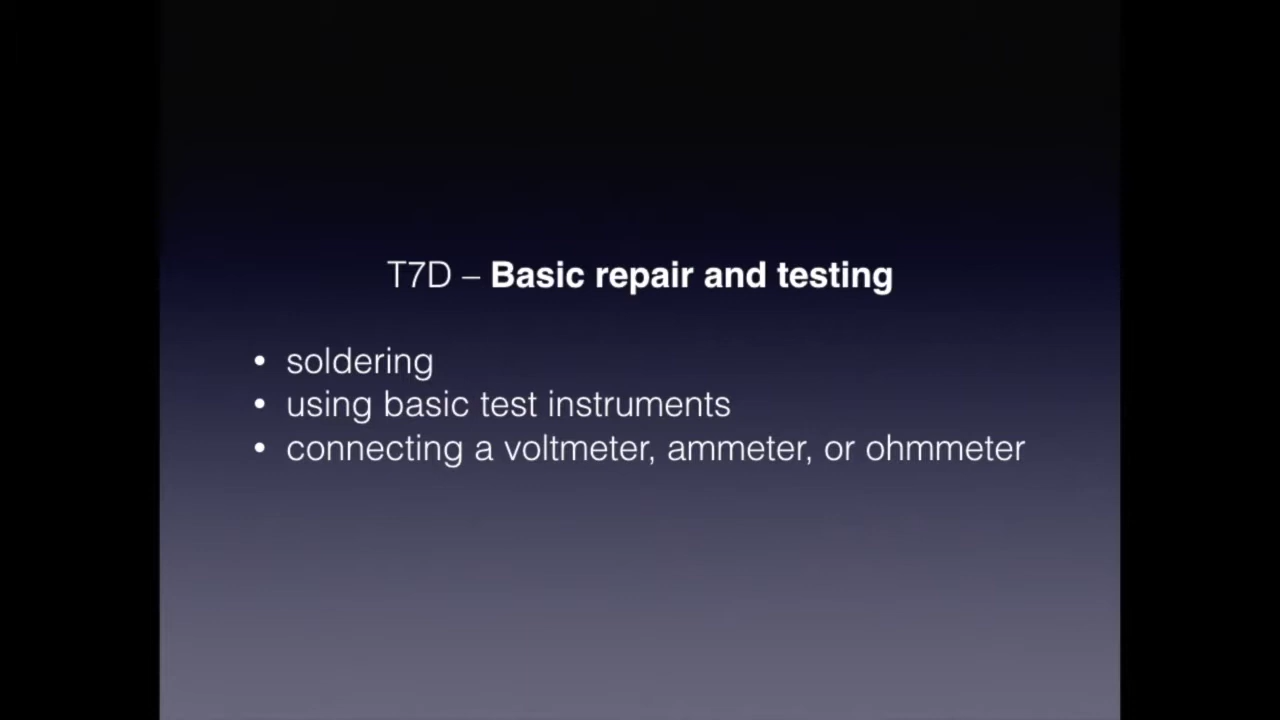 T7D – Basic repair and testing
• soldering
• using basic test instruments
• connecting a voltmeter, ammeter, or ohmmeter